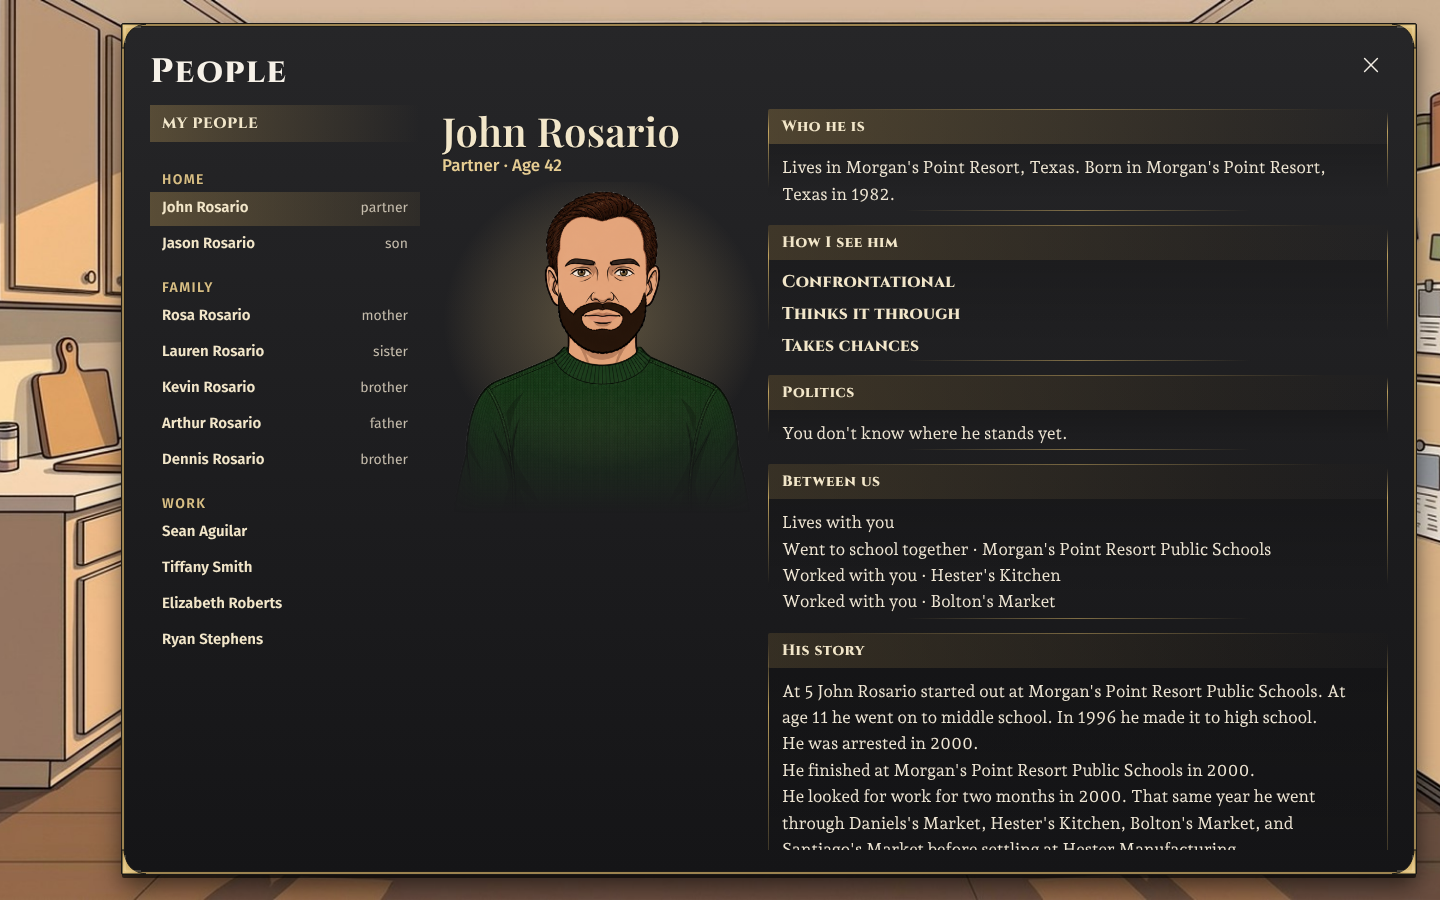 People
MY PEOPLE
HOME
John Rosario partner
Jason Rosario son
FAMILY
Rosa Rosario mother
Lauren Rosario sister
Kevin Rosario brother
Arthur Rosario father
Dennis Rosario brother
WORK
Sean Aguilar
Tiffany Smith
Elizabeth Roberts
Ryan Stephens
John Rosario
Partner · Age 42
Who he is
Lives in Morgan's Point Resort, Texas. Born in Morgan's Point Resort,
Texas in 1982.
How I see him
Confrontational
Thinks it through
Takes chances
Politics
You don't know where he stands yet.
Between us
Lives with you
Went to school together · Morgan's Point Resort Public Schools
Worked with you · Hester's Kitchen
Worked with you · Bolton's Market
His story
At 5 John Rosario started out at Morgan's Point Resort Public Schools. At
age 11 he went on to middle school. In 1996 he made it to high school.
He was arrested in 2000.
He finished at Morgan's Point Resort Public Schools in 2000.
He looked for work for two months in 2000. That same year he went
through Daniels's Market, Hester's Kitchen, Bolton's Market, and
Santiago's Market before settling at Hester Manufacturing.